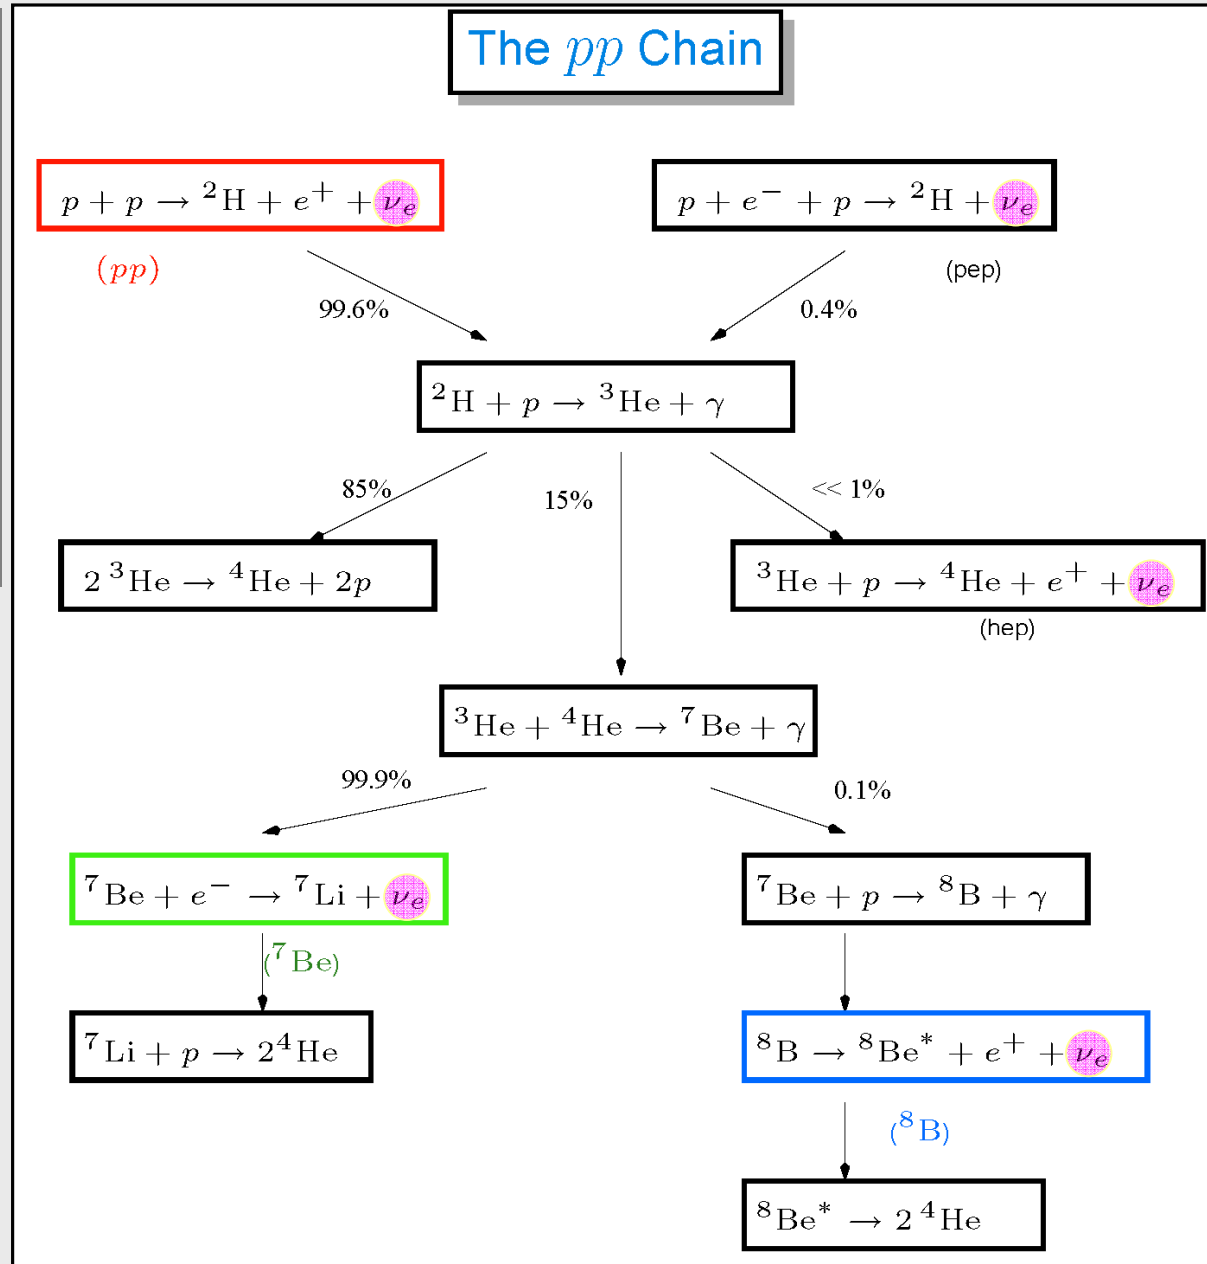 The pp Chain
p + p → ²H + e⁺ + νₑ
p + e⁻ + p → ²H + νₑ
(pp)
(pep)
99.6%
0.4%
²H + p → ³He + γ
85%
15%
<< 1%
2 ³He → ⁴He + 2p
³He + p → ⁴He + e⁺ + νₑ
(hep)
³He + ⁴He → ⁷Be + γ
99.9%
0.1%
⁷Be + e⁻ → ⁷Li + νₑ
⁷Be + p → ⁸B + γ
(⁷Be)
⁷Li + p → 2⁴He
⁸B → ⁸Be* + e⁺ + νₑ
(⁸B)
⁸Be* → 2 ⁴He